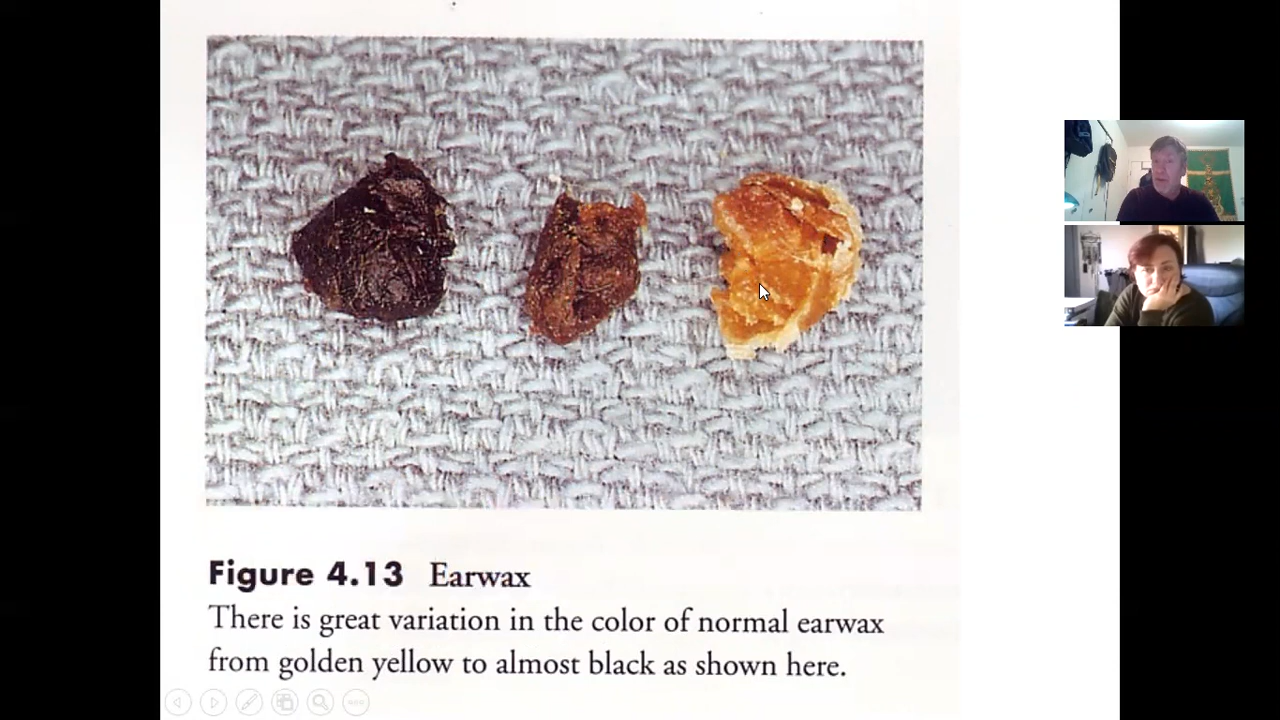 Figure 4.13 Earwax
There is great variation in the color of normal earwax
from golden yellow to almost black as shown here.